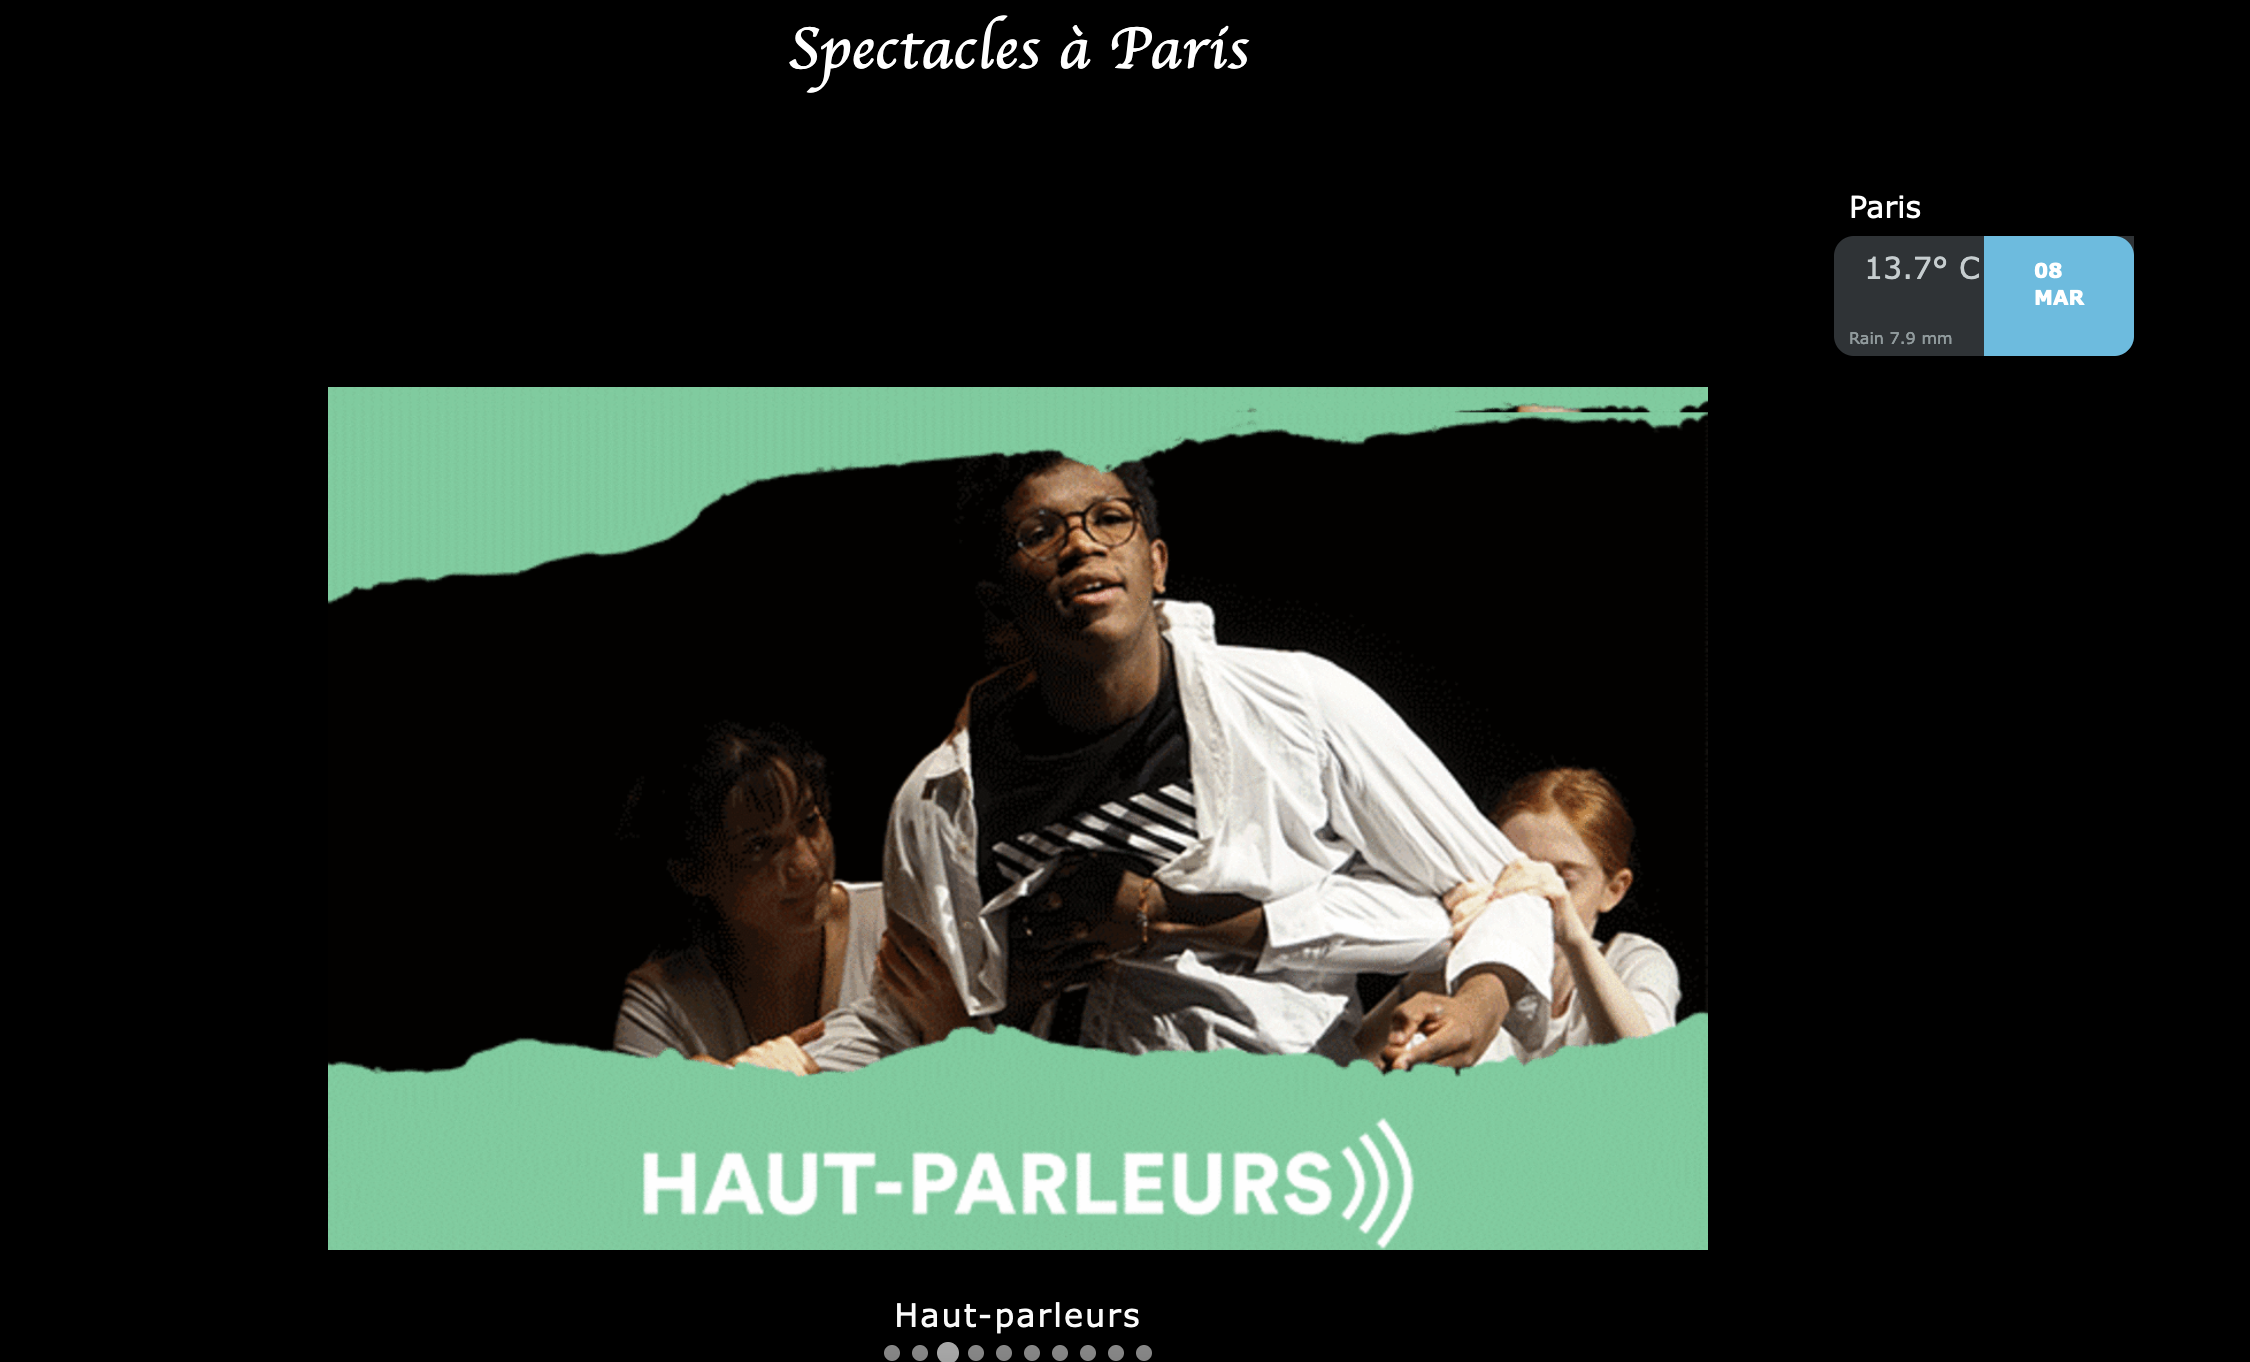 Spectacles à Paris
Paris
13.7° C
08
MAR
Rain 7.9 mm
HAUT-PARLEURS
Haut-parleurs